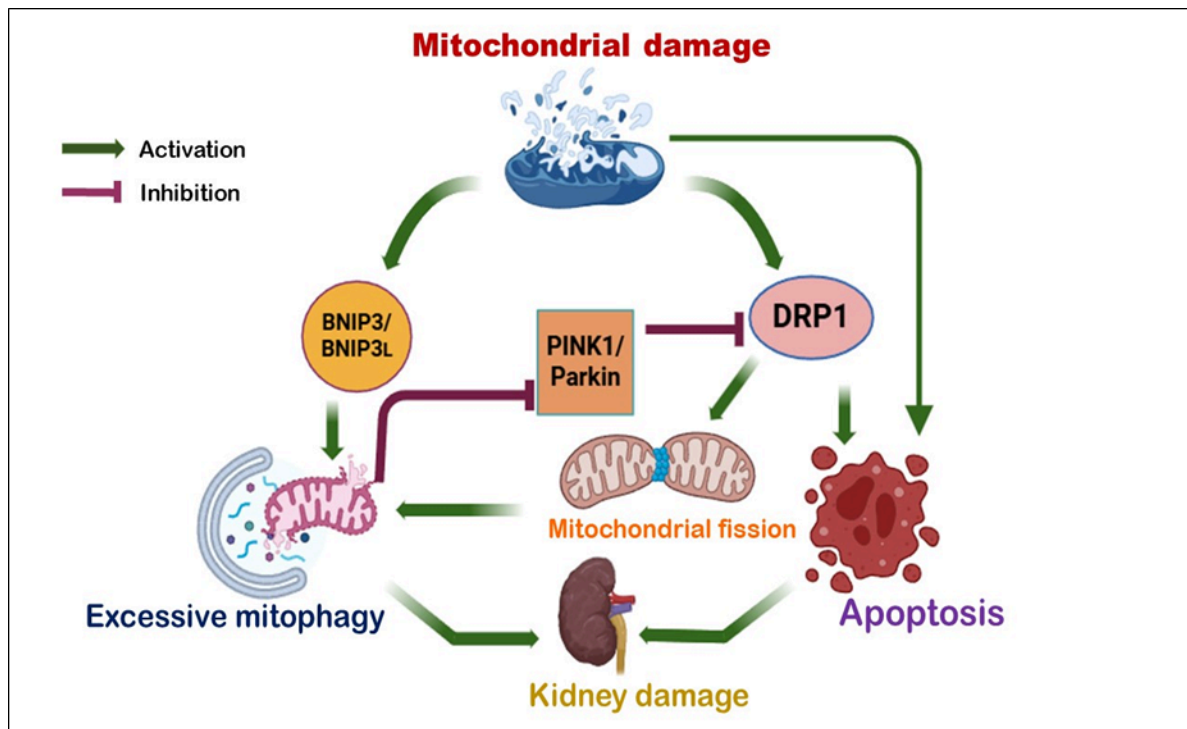 Mitochondrial damage
Activation
Inhibition
BNIP3/
BNIP3L
PINK1/
Parkin
DRP1
Mitochondrial fission
Excessive mitophagy
Apoptosis
Kidney damage